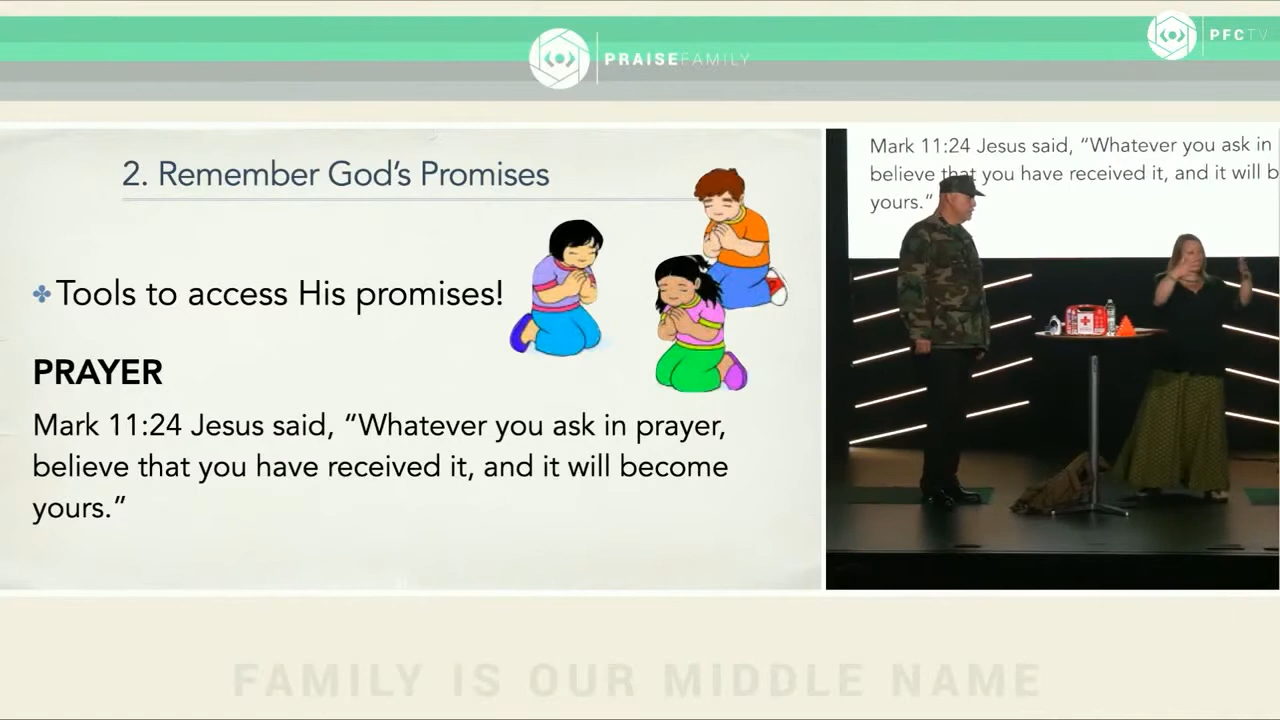 PRAISEFAMILY
PFCTV
2. Remember God's Promises
Tools to access His promises!
PRAYER
Mark 11:24 Jesus said, “Whatever you ask in prayer,
believe that you have received it, and it will become
yours.”
Mark 11:24 Jesus said, “Whatever you ask in
believe that you have received it, and it will b
yours.”
FAMILY IS OUR MIDDLE NAME